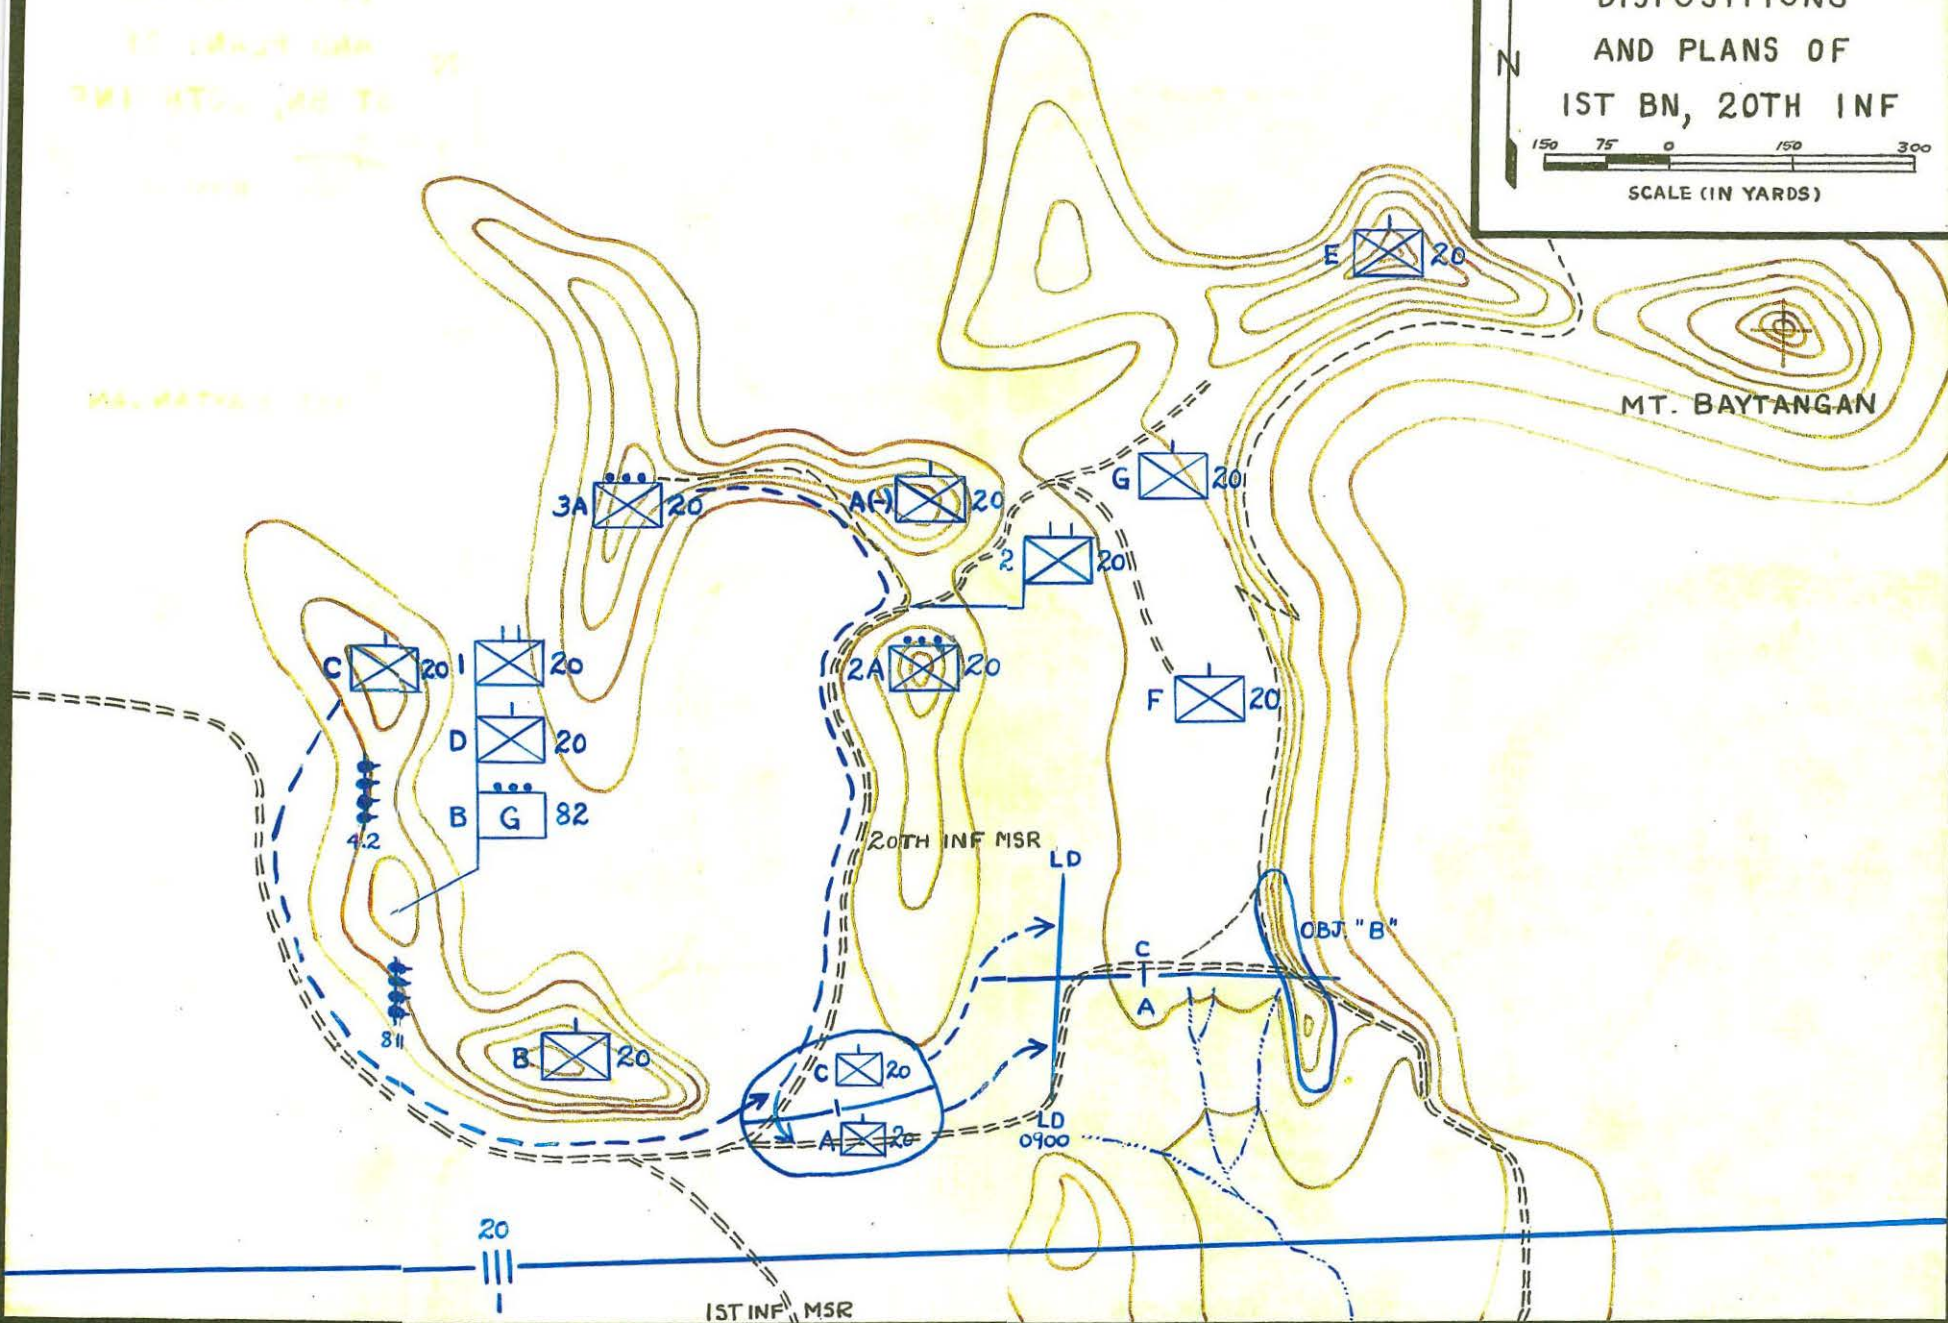 DISPOSITIONS
AND PLANS OF
1ST BN, 20TH INF
N
150 75 0 150 300
SCALE (IN YARDS)
E 20
MT. BAYTANGAN
G 20
3A 20
A(-) 20
2 20
C 20
1 20
2A 20
F 20
D 20
B G 82
4.2
20TH INF MSR
LD
OBJ. "B"
C
A
81
B 20
C 20
A 20
LD
0900
20
1ST INF MSR